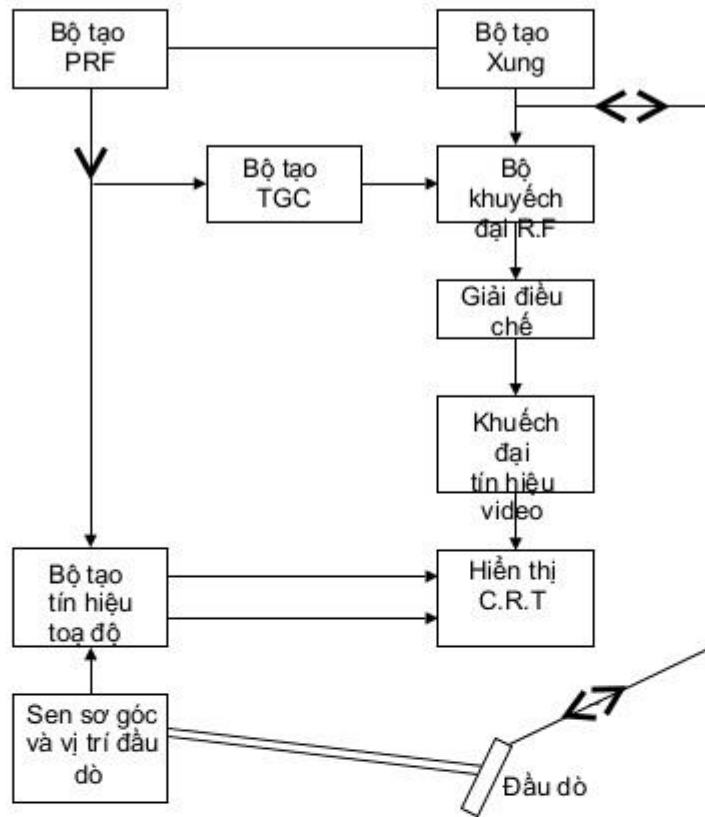 Bộ tạo
PRF
Bộ tạo
Xung
Bộ tạo
TGC
Bộ
khuyếch
đại R.F
Giải điều
chế
Khuếch
đại
tín hiệu
video
Bộ tạo
tín hiệu
toạ độ
Hiển thị
C.R.T
Sen sơ góc
và vị trí đầu
dò
Đầu dò